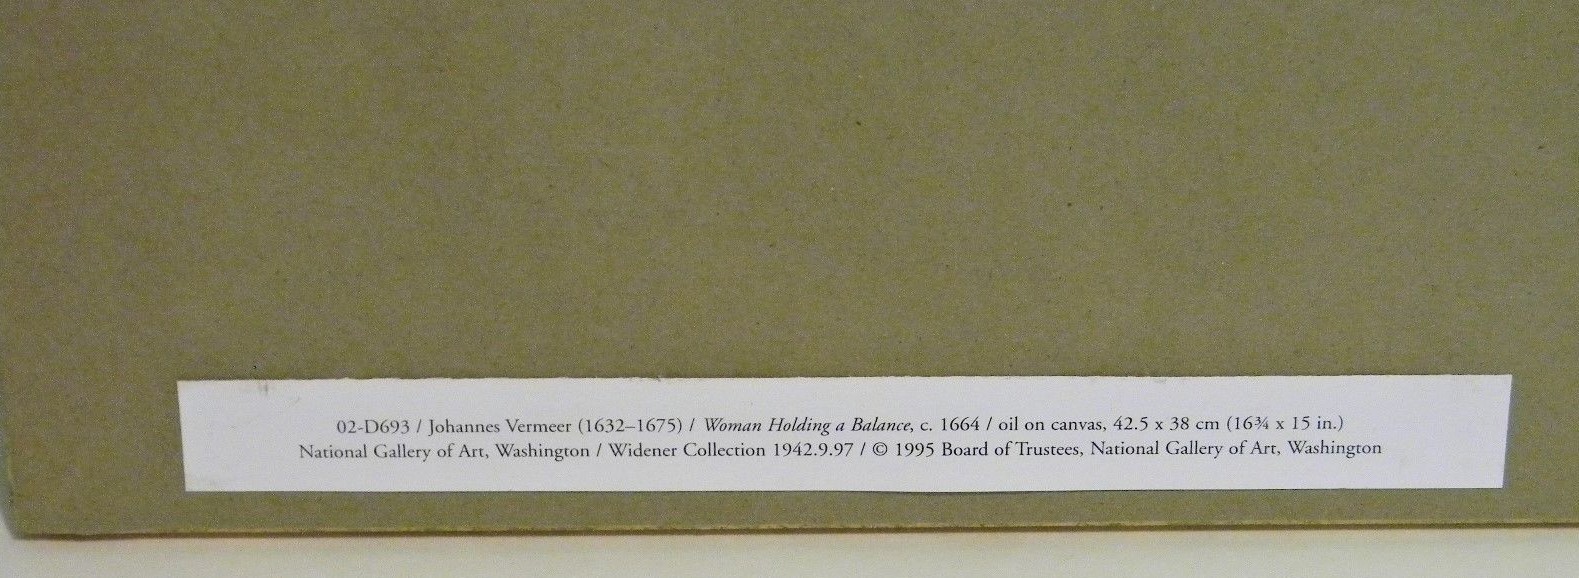 02-D693 / Johannes Vermeer (1632–1675) / Woman Holding a Balance, c. 1664 / oil on canvas, 42.5 x 38 cm (16¾ x 15 in.)
National Gallery of Art, Washington / Widener Collection 1942.9.97 / © 1995 Board of Trustees, National Gallery of Art, Washington